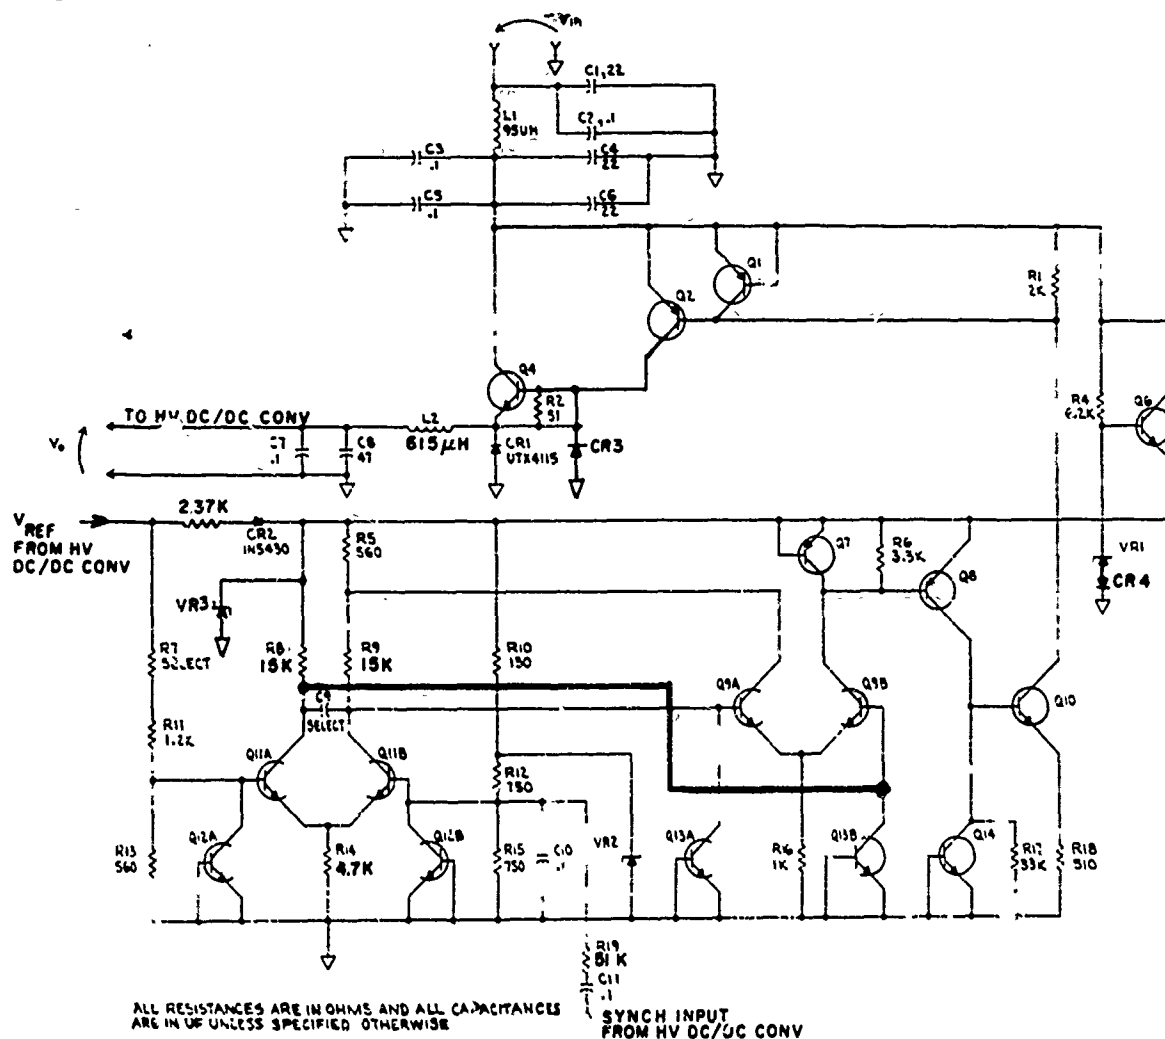 Vin
C1,22
L1
95UH
C2,.1
C3
.1
C4
22
C5
.1
C6
22
Q1
Q2
R1
2K
Q4
R2
51
R4
6.2K
Q6
TO HV DC/DC CONV
L2
615μH
CR1
UTX4115
CR3
Vo
C7
.1
C8
47
2.37K
VREF
FROM HV
DC/DC CONV
CR2
1N5430
R5
560
Q7
R6
3.3K
Q8
VR1
CR4
VR3
R7
SELECT
R8
15K
R9
15K
R10
130
C9
SELECT
Q9A
Q9B
Q10
R11
1.2K
Q11A
Q11B
R12
750
Q12A
Q12B
R13
560
R14
4.7K
R15
750
C10
.1
VR2
Q13A
R16
1K
Q13B
Q14
R17
33K
R18
510
R19
51K
C11
.1
ALL RESISTANCES ARE IN OHMS AND ALL CAPACITANCES
ARE IN UF UNLESS SPECIFIED OTHERWISE
SYNCH INPUT
FROM HV DC/DC CONV